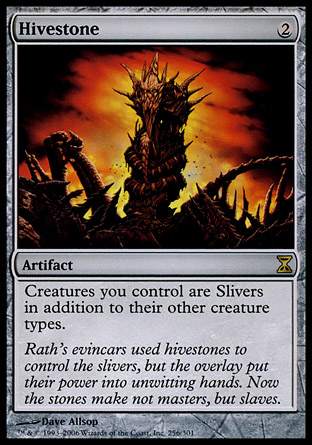 Hivestone 2
Artifact
Creatures you control are Slivers
in addition to their other creature
types.
Rath's evincars used hivestones to
control the slivers, but the overlay put
their power into unwitting hands. Now
the stones make not masters, but slaves.
Dave Allsop
™ & © 1993–2006 Wizards of the Coast, Inc. 256/301